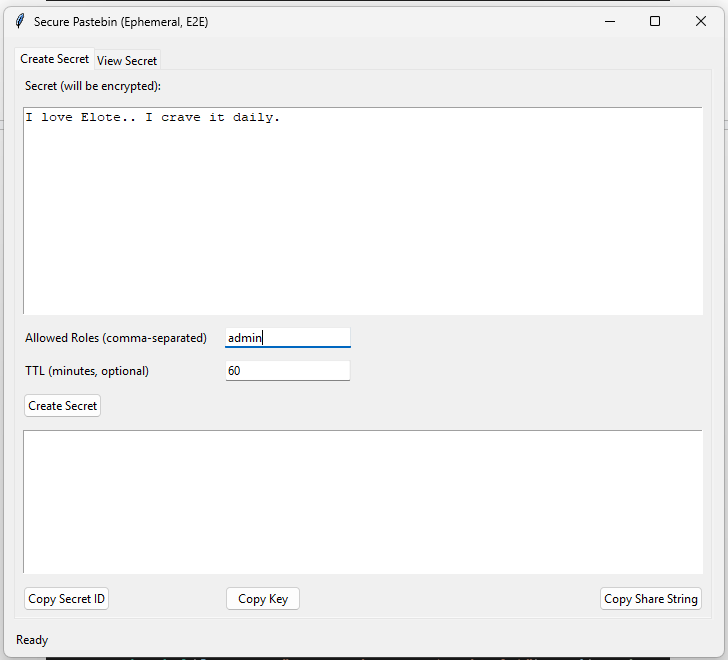 Secure Pastebin (Ephemeral, E2E)
Create Secret View Secret
Secret (will be encrypted):
I love Elote.. I crave it daily.
Allowed Roles (comma-separated) admin
TTL (minutes, optional) 60
Create Secret
Copy Secret ID Copy Key Copy Share String
Ready